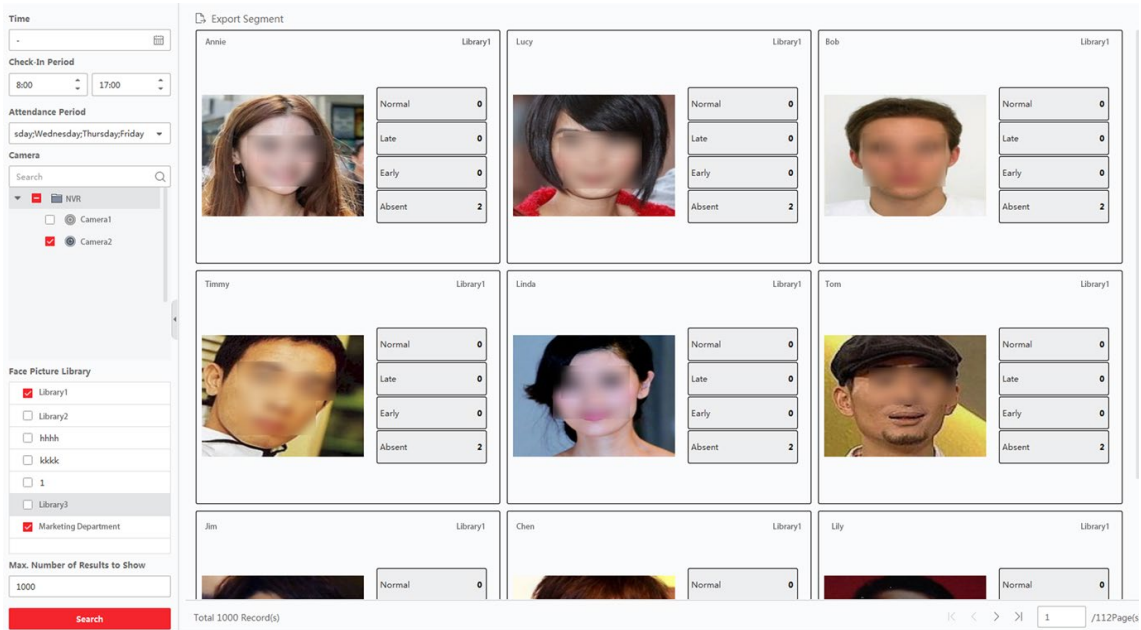 Time
-
Check-In Period
8:00 17:00
Attendance Period
sday;Wednesday;Thursday;Friday
Camera
Search
NVR
Camera1
Camera2
Face Picture Library
Library1
Library2
hhhh
kkkk
1
Library3
Marketing Department
Max. Number of Results to Show
1000
Search
Export Segment
Annie Library1
Normal 0
Late 0
Early 0
Absent 2
Lucy Library1
Normal 0
Late 0
Early 0
Absent 2
Bob Library1
Normal 0
Late 0
Early 0
Absent 2
Timmy Library1
Normal 0
Late 0
Early 0
Absent 2
Linda Library1
Normal 0
Late 0
Early 0
Absent 2
Tom Library1
Normal 0
Late 0
Early 0
Absent 2
Jim Library1
Normal 0
Chen Library1
Normal 0
Lily Library1
Normal 0
Total 1000 Record(s)
1 /112Page(s